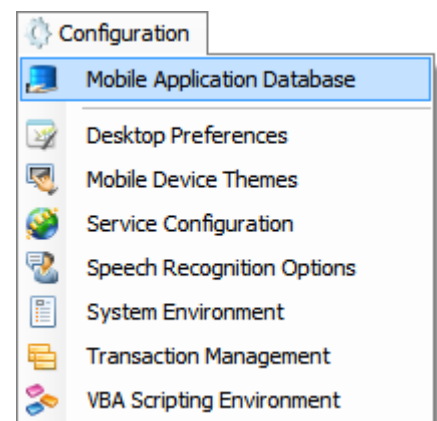 Configuration
Mobile Application Database
Desktop Preferences
Mobile Device Themes
Service Configuration
Speech Recognition Options
System Environment
Transaction Management
VBA Scripting Environment